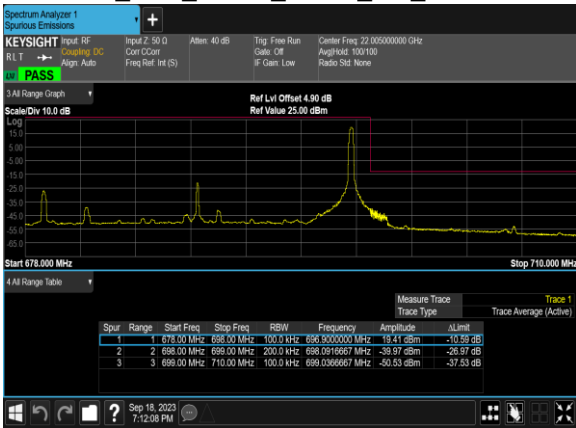 Spectrum Analyzer 1
Spurious Emissions
KEYSIGHT Input: RF Input Z: 50 Ω Atten: 40 dB Trig: Free Run Center Freq: 22.005000000 GHz
RLT Coupling: DC Corr CCorr Gate: Off Avg|Hold: 100/100
Align: Auto Freq Ref: Int (S) IF Gain: Low Radio Std: None
PASS
3 All Range Graph
Ref Lvl Offset 4.90 dB
Scale/Div 10.0 dB Ref Value 25.00 dBm
Log
15.0
5.00
-5.00
-15.0
-25.0
-35.0
-45.0
-55.0
-65.0
Start 678.000 MHz Stop 710.000 MHz
4 All Range Table
Measure Trace Trace 1
Trace Type Trace Average (Active)
Spur Range Start Freq Stop Freq RBW Frequency Amplitude ΔLimit
1 1 678.00 MHz 698.00 MHz 100.0 kHz 696.9000000 MHz 19.41 dBm -10.59 dB
2 2 698.00 MHz 699.00 MHz 200.0 kHz 698.0916667 MHz -39.97 dBm -26.97 dB
3 3 699.00 MHz 710.00 MHz 100.0 kHz 699.0366667 MHz -50.53 dBm -37.53 dB
Sep 18, 2023
7:12:08 PM